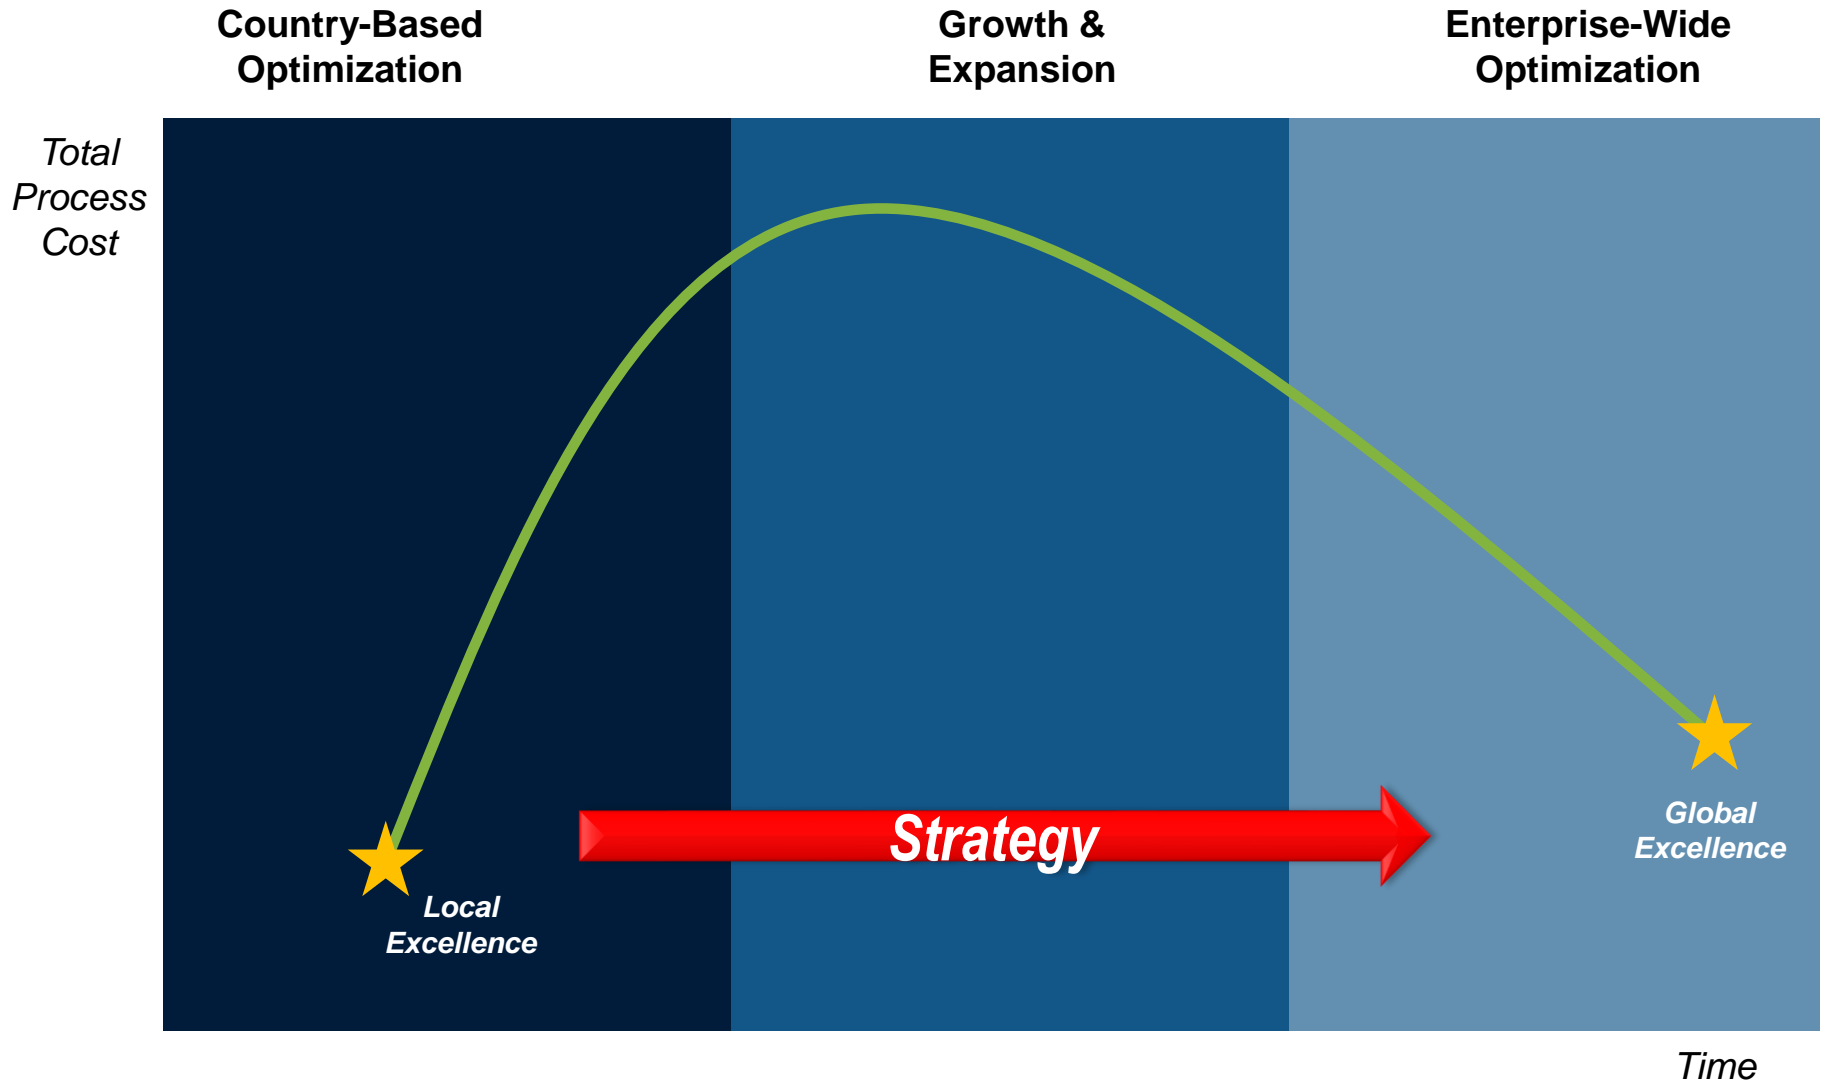 Country-Based
Optimization
Growth &
Expansion
Enterprise-Wide
Optimization
Total
Process
Cost
Strategy
Local
Excellence
Global
Excellence
Time